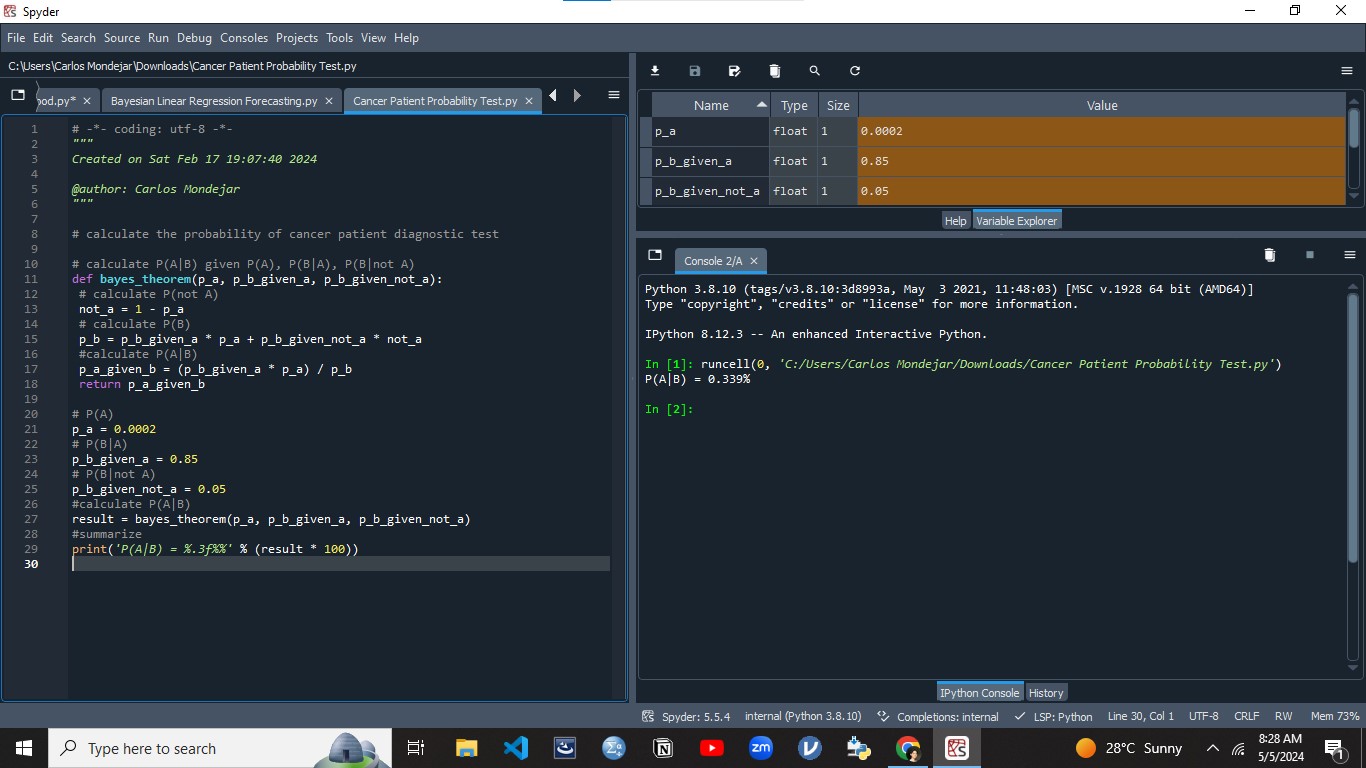 Spyder
File Edit Search Source Run Debug Consoles Projects Tools View Help
C:\Users\Carlos Mondejar\Downloads\Cancer Patient Probability Test.py
ood.py* Bayesian Linear Regression Forecasting.py Cancer Patient Probability Test.py
1 # -*- coding: utf-8 -*-
2 """
3 Created on Sat Feb 17 19:07:40 2024
4
5 @author: Carlos Mondejar
6 """
7
8 # calculate the probability of cancer patient diagnostic test
9
10 # calculate P(A|B) given P(A), P(B|A), P(B|not A)
11 def bayes_theorem(p_a, p_b_given_a, p_b_given_not_a):
12 # calculate P(not A)
13 not_a = 1 - p_a
14 # calculate P(B)
15 p_b = p_b_given_a * p_a + p_b_given_not_a * not_a
16 #calculate P(A|B)
17 p_a_given_b = (p_b_given_a * p_a) / p_b
18 return p_a_given_b
19
20 # P(A)
21 p_a = 0.0002
22 # P(B|A)
23 p_b_given_a = 0.85
24 # P(B|not A)
25 p_b_given_not_a = 0.05
26 #calculate P(A|B)
27 result = bayes_theorem(p_a, p_b_given_a, p_b_given_not_a)
28 #summarize
29 print('P(A|B) = %.3f%%' % (result * 100))
30
Name Type Size Value
p_a float 1 0.0002
p_b_given_a float 1 0.85
p_b_given_not_a float 1 0.05
Help Variable Explorer
Console 2/A
Python 3.8.10 (tags/v3.8.10:3d8993a, May 3 2021, 11:48:03) [MSC v.1928 64 bit (AMD64)]
Type "copyright", "credits" or "license" for more information.
IPython 8.12.3 -- An enhanced Interactive Python.
In [1]: runcell(0, 'C:/Users/Carlos Mondejar/Downloads/Cancer Patient Probability Test.py')
P(A|B) = 0.339%
In [2]:
IPython Console History
Spyder: 5.5.4 internal (Python 3.8.10) Completions: internal LSP: Python Line 30, Col 1 UTF-8 CRLF RW Mem 73%
Type here to search
zm
28°C Sunny
8:28 AM
5/5/2024
1